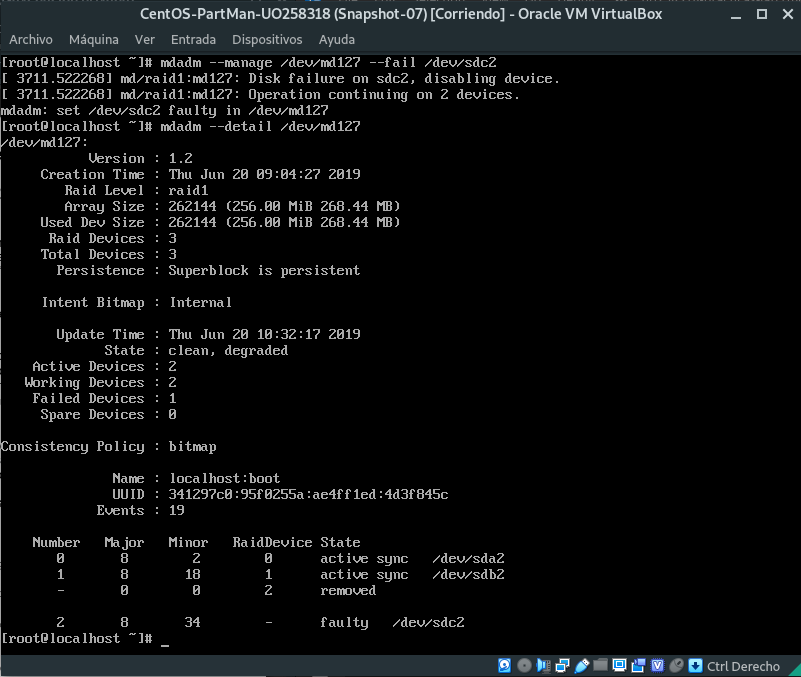 CentOS-PartMan-UO258318 (Snapshot-07) [Corriendo] - Oracle VM VirtualBox
Archivo Máquina Ver Entrada Dispositivos Ayuda
[root@localhost ~]# mdadm --manage /dev/md127 --fail /dev/sdc2
[ 3711.522268] md/raid1:md127: Disk failure on sdc2, disabling device.
[ 3711.522268] md/raid1:md127: Operation continuing on 2 devices.
mdadm: set /dev/sdc2 faulty in /dev/md127
[root@localhost ~]# mdadm --detail /dev/md127
/dev/md127:
Version : 1.2
Creation Time : Thu Jun 20 09:04:27 2019
Raid Level : raid1
Array Size : 262144 (256.00 MiB 268.44 MB)
Used Dev Size : 262144 (256.00 MiB 268.44 MB)
Raid Devices : 3
Total Devices : 3
Persistence : Superblock is persistent
Intent Bitmap : Internal
Update Time : Thu Jun 20 10:32:17 2019
State : clean, degraded
Active Devices : 2
Working Devices : 2
Failed Devices : 1
Spare Devices : 0
Consistency Policy : bitmap
Name : localhost:boot
UUID : 341297c0:95f0255a:ae4ff1ed:4d3f845c
Events : 19
Number Major Minor RaidDevice State
0 8 2 0 active sync /dev/sda2
1 8 18 1 active sync /dev/sdb2
- 0 0 2 removed
2 8 34 - faulty /dev/sdc2
[root@localhost ~]# _
Ctrl Derecho